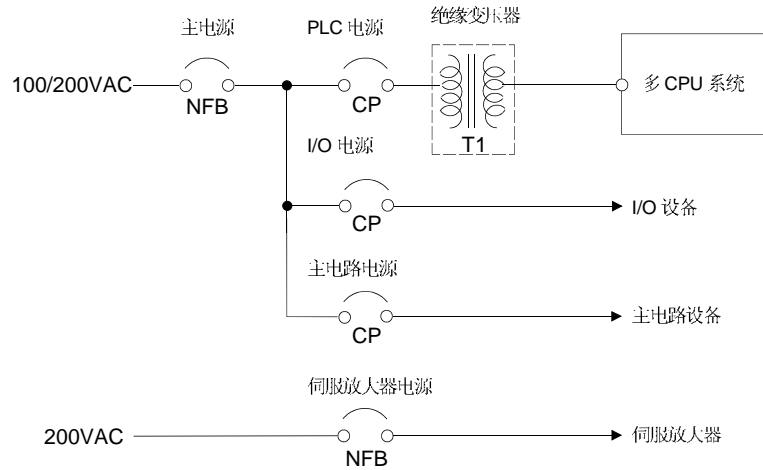 绝缘变压器
主电源
PLC 电源
100/200VAC
NFB
CP
T1
多 CPU 系统
I/O 电源
CP
I/O 设备
主电路电源
CP
主电路设备
伺服放大器电源
200VAC
NFB
伺服放大器